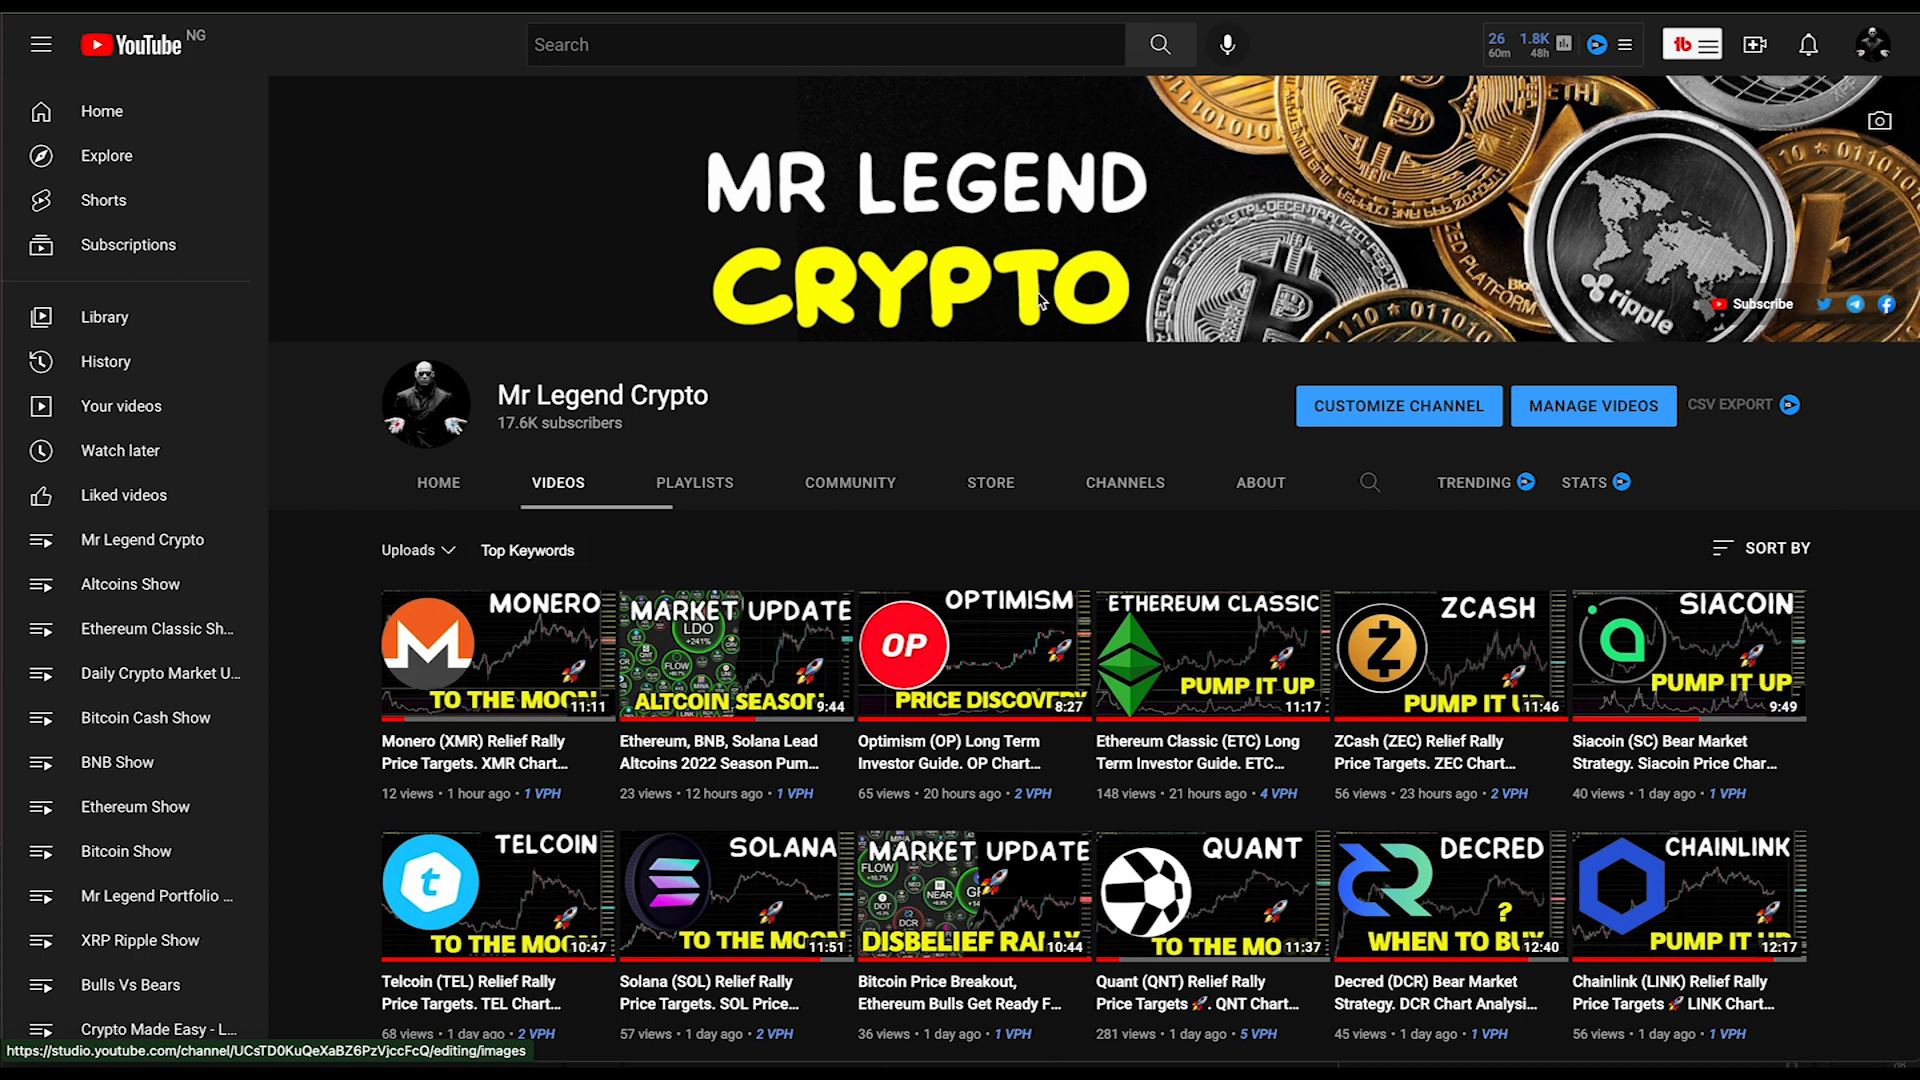 YouTube NG
Search
26 1.8K
60m 48h
Home
Explore
Shorts
Subscriptions
Library
History
Your videos
Watch later
Liked videos
Mr Legend Crypto
Altcoins Show
Ethereum Classic Sh...
Daily Crypto Market U...
Bitcoin Cash Show
BNB Show
Ethereum Show
Bitcoin Show
Mr Legend Portfolio ...
XRP Ripple Show
Bulls Vs Bears
Crypto Made Easy - L...
MR LEGEND
CRYPTO
ripple
Subscribe
Mr Legend Crypto
17.6K subscribers
CUSTOMIZE CHANNEL
MANAGE VIDEOS
CSV EXPORT
HOME VIDEOS PLAYLISTS COMMUNITY STORE CHANNELS ABOUT TRENDING STATS
Uploads Top Keywords SORT BY
MONERO
TO THE MOON
11:11
Monero (XMR) Relief Rally
Price Targets. XMR Chart...
12 views • 1 hour ago • 1 VPH
MARKET UPDATE
LDO
+241%
FLOW
ALTCOIN SEASON
9:44
Ethereum, BNB, Solana Lead
Altcoins 2022 Season Pum...
23 views • 12 hours ago • 1 VPH
OPTIMISM
OP
PRICE DISCOVERY
8:27
Optimism (OP) Long Term
Investor Guide. OP Chart...
65 views • 20 hours ago • 2 VPH
ETHEREUM CLASSIC
PUMP IT UP
11:17
Ethereum Classic (ETC) Long
Term Investor Guide. ETC...
148 views • 21 hours ago • 4 VPH
ZCASH
PUMP IT U
11:46
ZCash (ZEC) Relief Rally
Price Targets. ZEC Chart...
56 views • 23 hours ago • 2 VPH
SIACOIN
PUMP IT UP
9:49
Siacoin (SC) Bear Market
Strategy. Siacoin Price Char...
40 views • 1 day ago • 1 VPH
TELCOIN
t
TO THE MOON
10:47
Telcoin (TEL) Relief Rally
Price Targets. TEL Chart...
68 views • 1 day ago • 2 VPH
SOLANA
TO THE MOON
11:51
Solana (SOL) Relief Rally
Price Targets. SOL Price...
57 views • 1 day ago • 2 VPH
MARKET UPDATE
FLOW
+10.7%
NEAR
DOT
DCR
DISBELIEF RALLY
10:44
Bitcoin Price Breakout,
Ethereum Bulls Get Ready F...
36 views • 1 day ago • 1 VPH
QUANT
TO THE MO
11:37
Quant (QNT) Relief Rally
Price Targets 🚀. QNT Chart...
281 views • 1 day ago • 5 VPH
DECRED
?
WHEN TO BUY
12:40
Decred (DCR) Bear Market
Strategy. DCR Chart Analysi...
45 views • 1 day ago • 1 VPH
CHAINLINK
PUMP IT UP
12:17
Chainlink (LINK) Relief Rally
Price Targets 🚀 LINK Chart...
56 views • 1 day ago • 1 VPH
https://studio.youtube.com/channel/UCsTD0KuQeXaBZ6PzVjccFcQ/editing/images